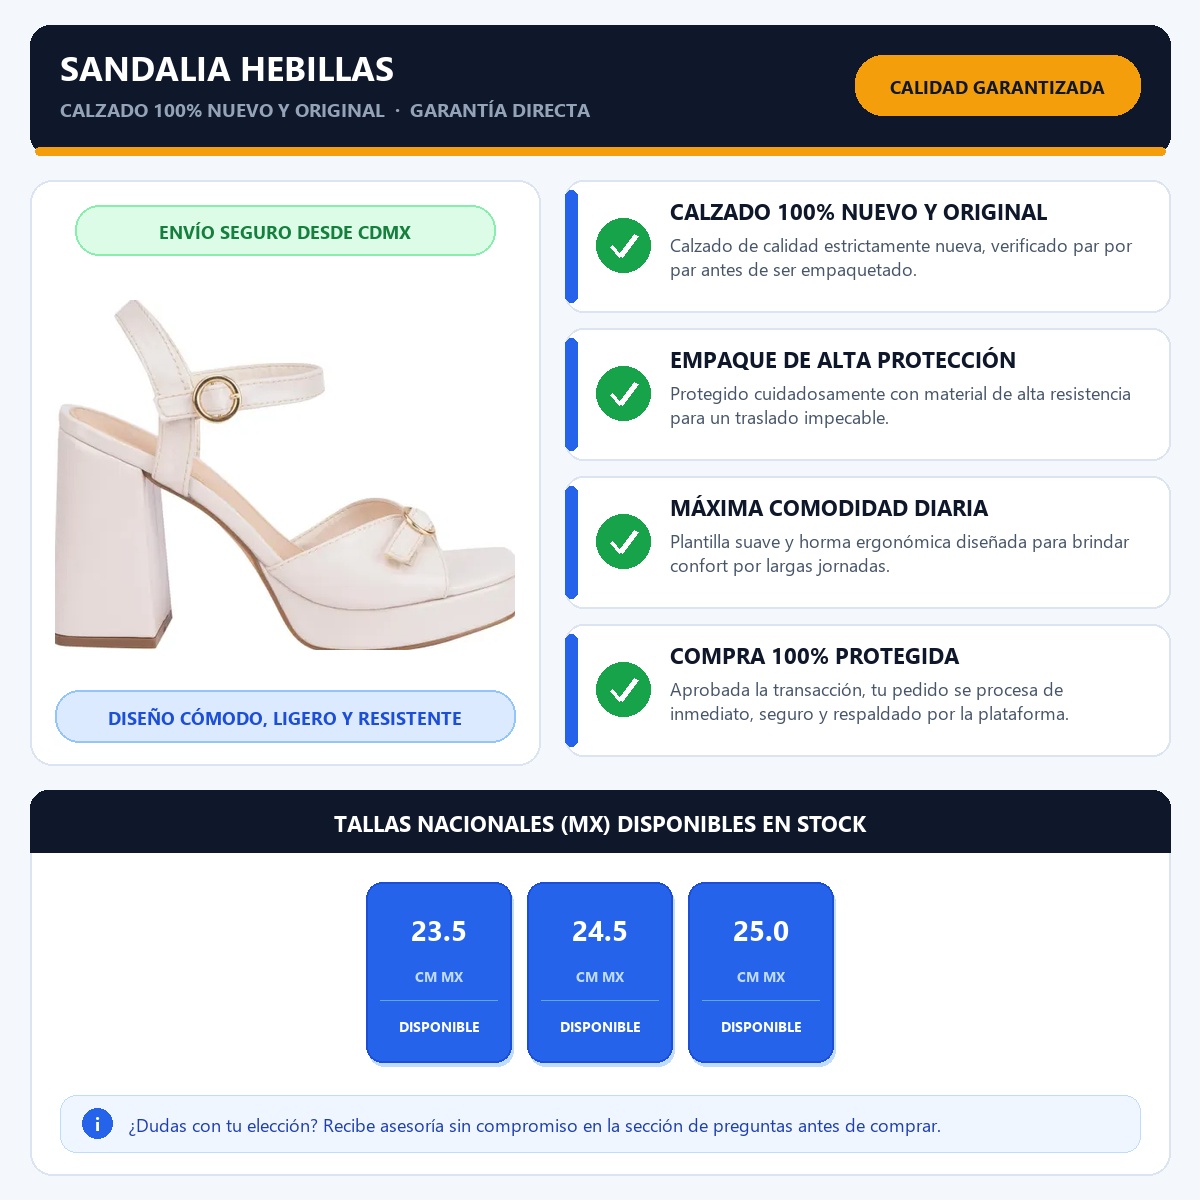 SANDALIA HEBILLAS
CALZADO 100% NUEVO Y ORIGINAL · GARANTÍA DIRECTA
CALIDAD GARANTIZADA
ENVÍO SEGURO DESDE CDMX
DISEÑO CÓMODO, LIGERO Y RESISTENTE
CALZADO 100% NUEVO Y ORIGINAL
Calzado de calidad estrictamente nueva, verificado par por
par antes de ser empaquetado.
EMPAQUE DE ALTA PROTECCIÓN
Protegido cuidadosamente con material de alta resistencia
para un traslado impecable.
MÁXIMA COMODIDAD DIARIA
Plantilla suave y horma ergonómica diseñada para brindar
confort por largas jornadas.
COMPRA 100% PROTEGIDA
Aprobada la transacción, tu pedido se procesa de
inmediato, seguro y respaldado por la plataforma.
TALLAS NACIONALES (MX) DISPONIBLES EN STOCK
23.5
CM MX
DISPONIBLE
24.5
CM MX
DISPONIBLE
25.0
CM MX
DISPONIBLE
¿Dudas con tu elección? Recibe asesoría sin compromiso en la sección de preguntas antes de comprar.